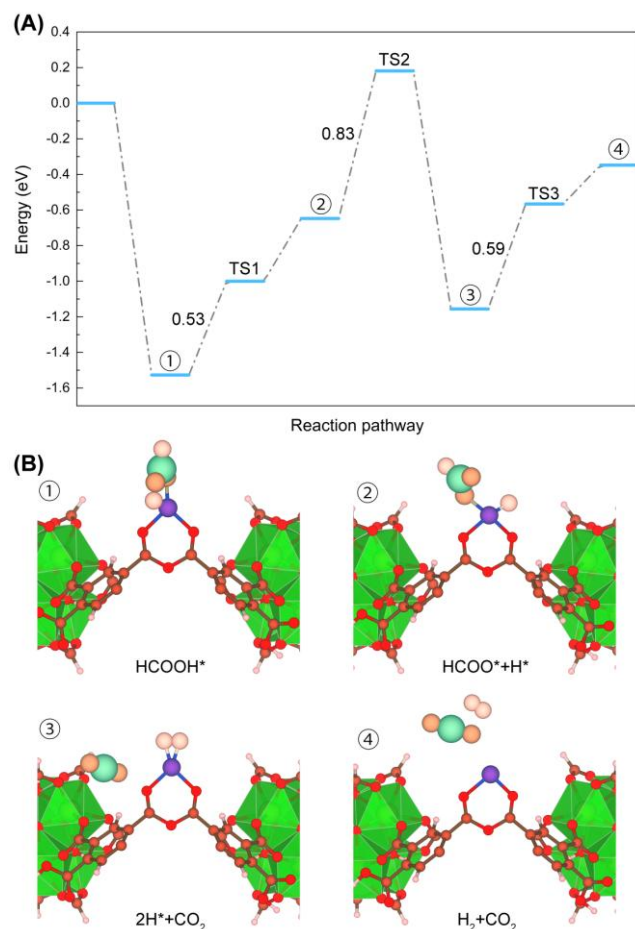 (A)
0.4
0.2
0.0
-0.2
-0.4
-0.6
-0.8
-1.0
-1.2
-1.4
-1.6
Energy (eV)
TS2
④
0.83
②
TS3
TS1
0.59
③
0.53
①
Reaction pathway
(B)
①
②
HCOOH*
HCOO*+H*
③
④
2H*+CO₂
H₂+CO₂